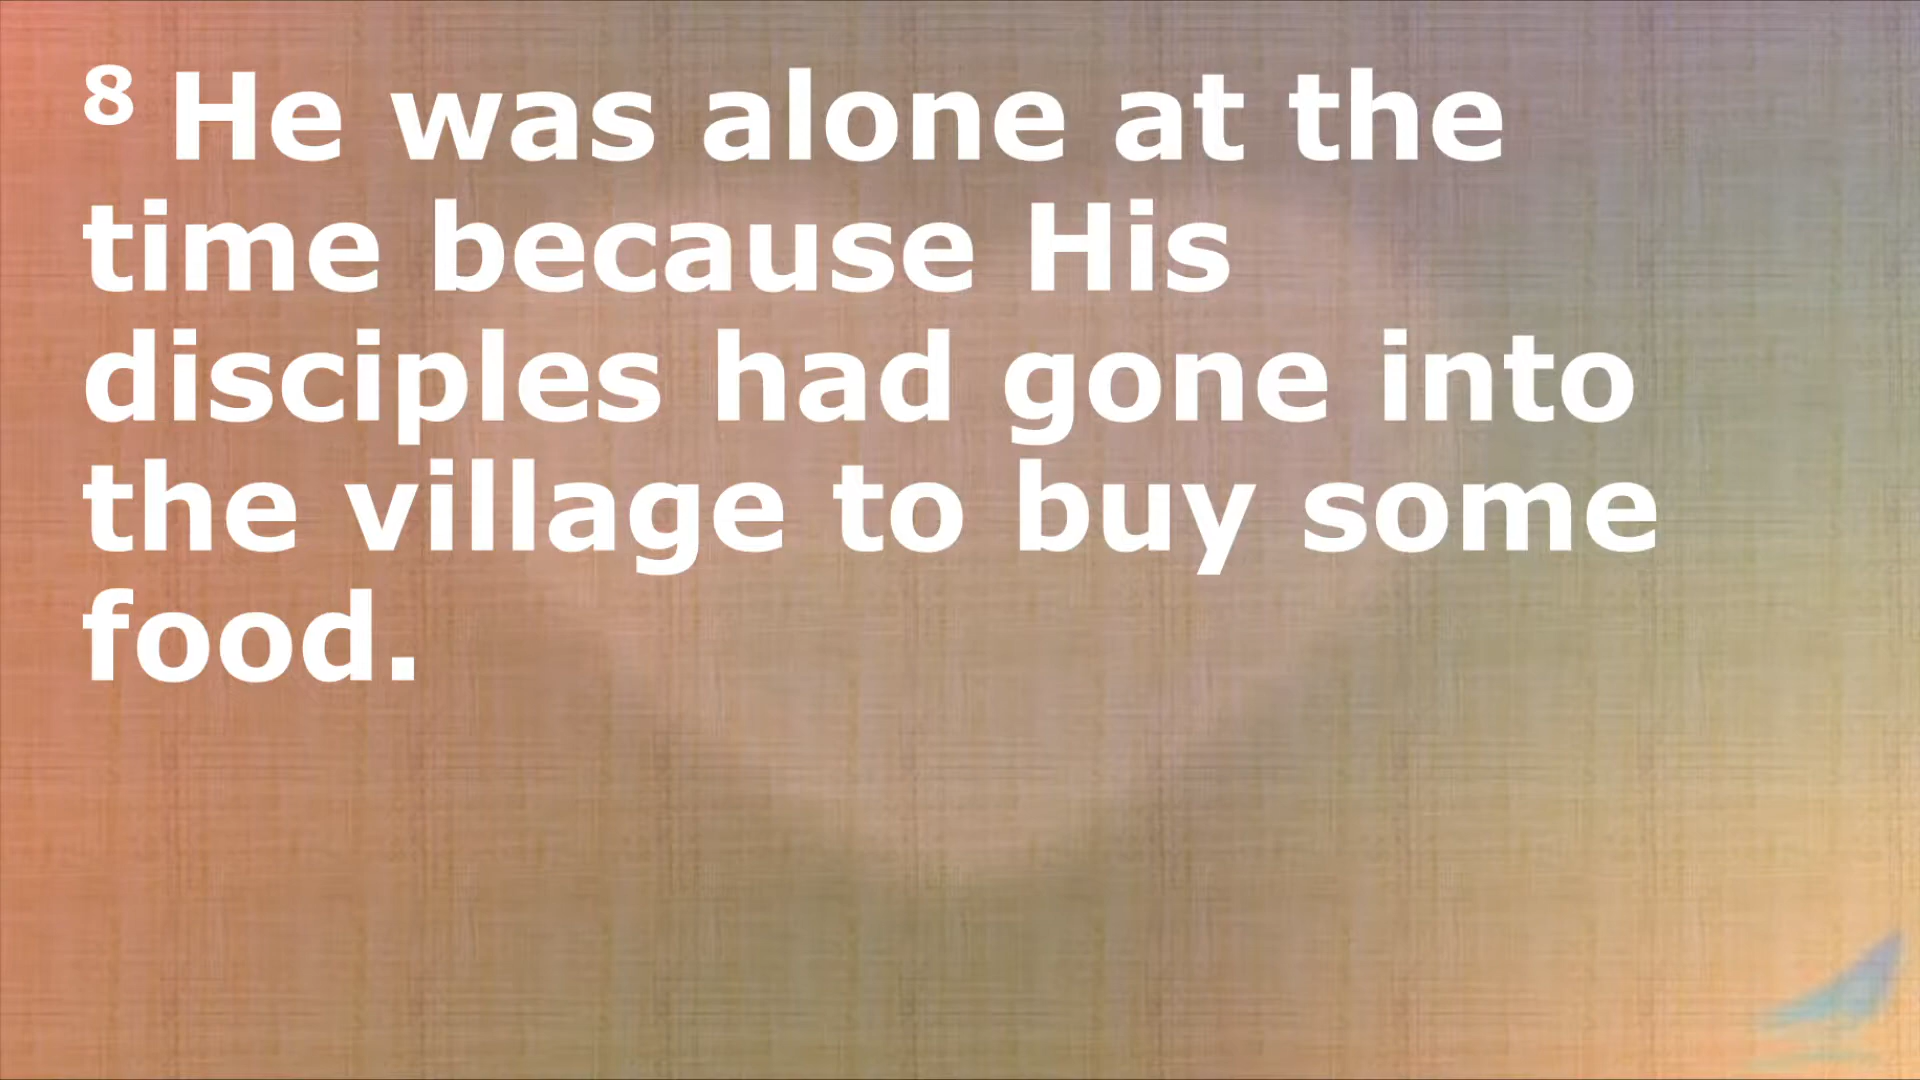 8 He was alone at the
time because His
disciples had gone into
the village to buy some
food.